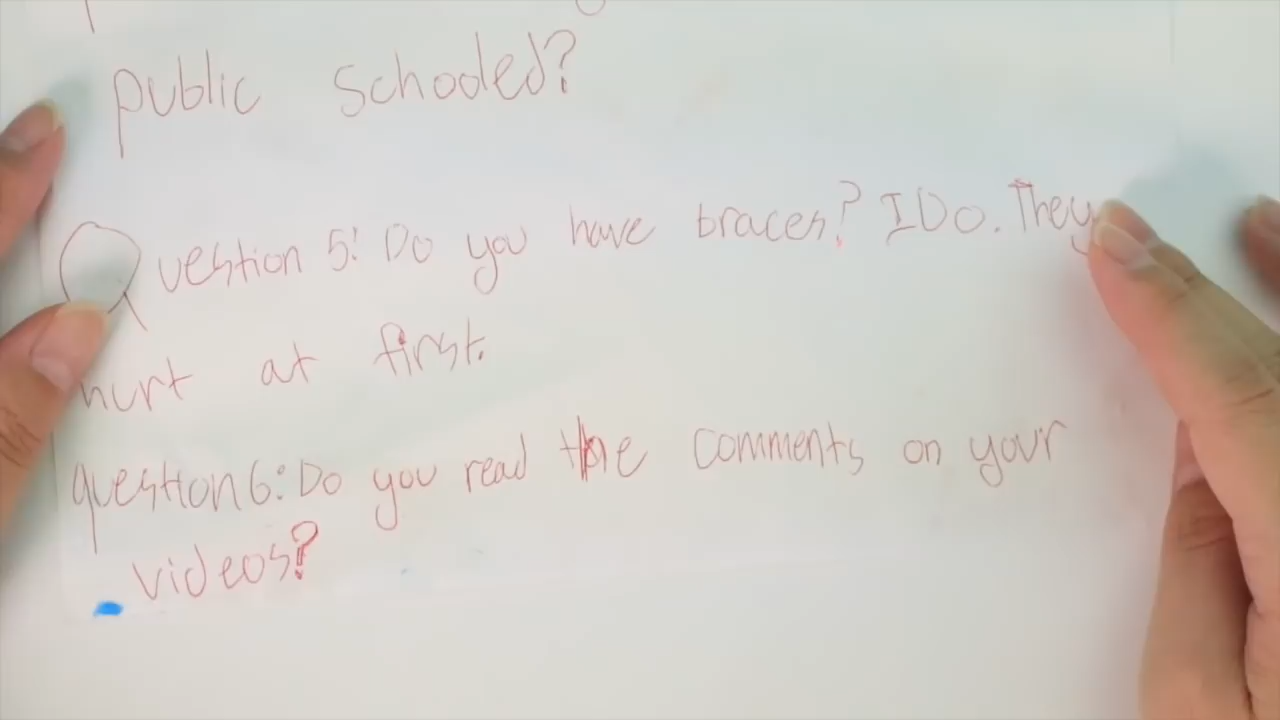 public schooled?
Question 5: Do you have braces? I Do. They
hurt at first.
question 6: Do you read the comments on your
videos?